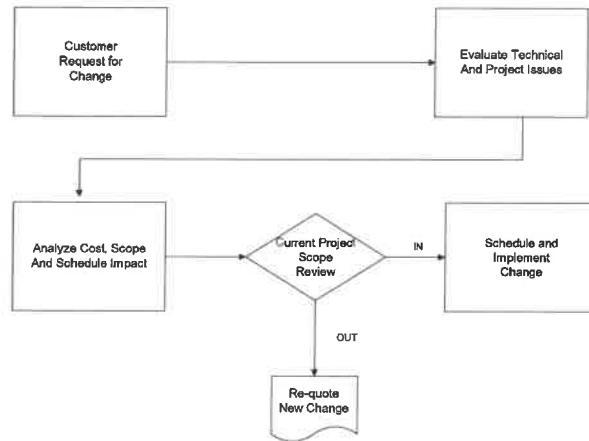 Customer
Request for
Change
Evaluate Technical
And Project Issues
Analyze Cost, Scope
And Schedule Impact
Current Project
Scope
Review
IN
Schedule and
Implement
Change
OUT
Re-quote
New Change